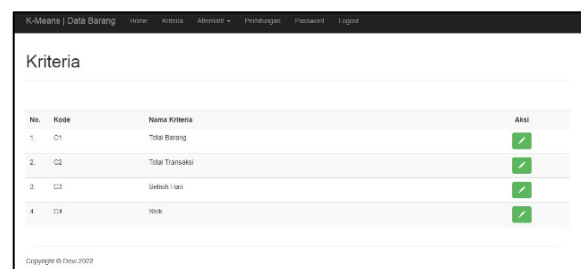 K-Means | Data Barang Home Kriteria Alternatif Perhitungan Password Logout
Kriteria
No. Kode Nama Kriteria Aksi
1. C1 Total Barang
2. C2 Total Transaksi
3. C3 Selisih Hari
4 C4 Stok
Copyright © Devi 2022